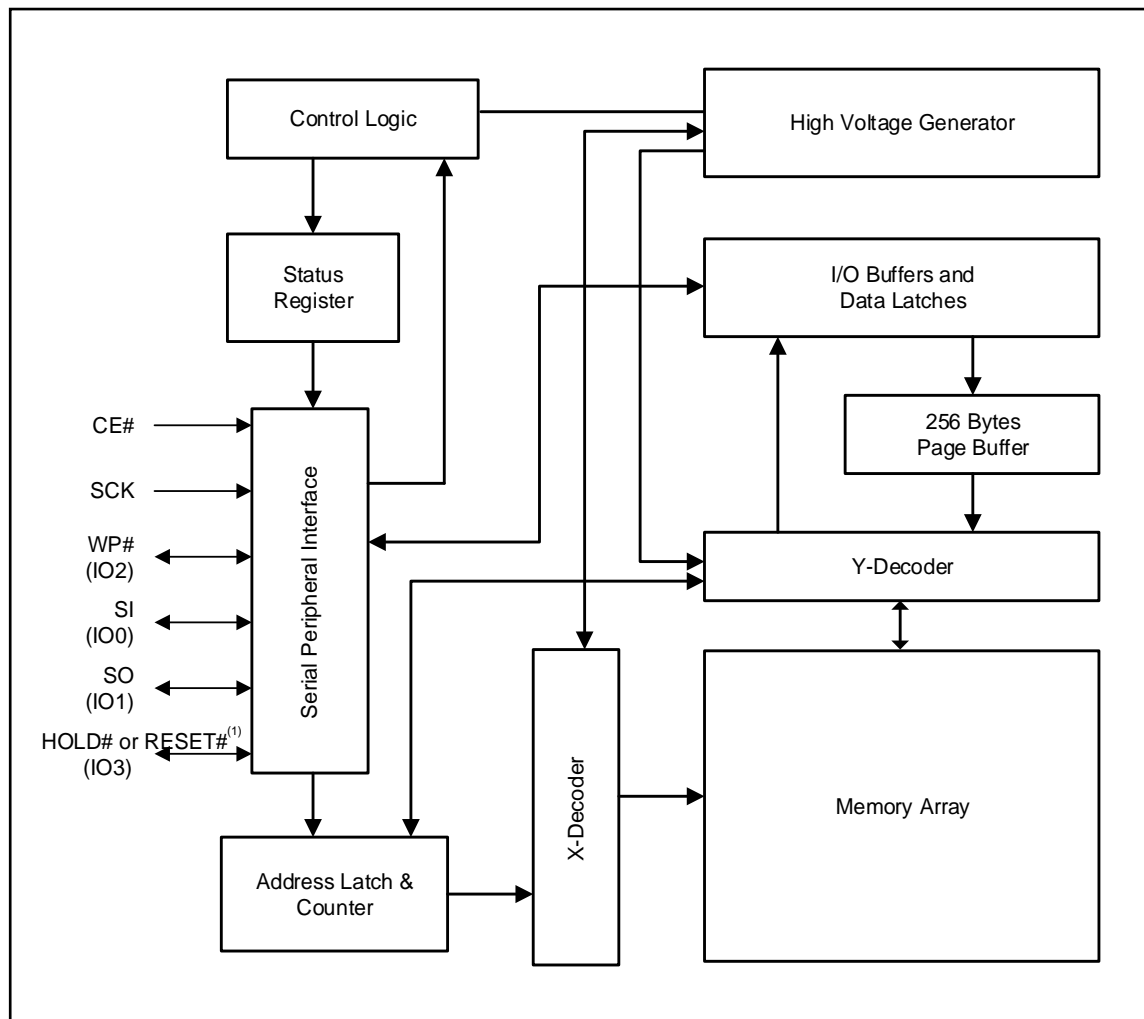 Control Logic
High Voltage Generator
Status
Register
I/O Buffers and
Data Latches
256 Bytes
Page Buffer
CE#
SCK
WP#
(IO2)
SI
(IO0)
SO
(IO1)
HOLD# or RESET#(1)
(IO3)
Serial Peripheral Interface
Y-Decoder
X-Decoder
Memory Array
Address Latch &
Counter